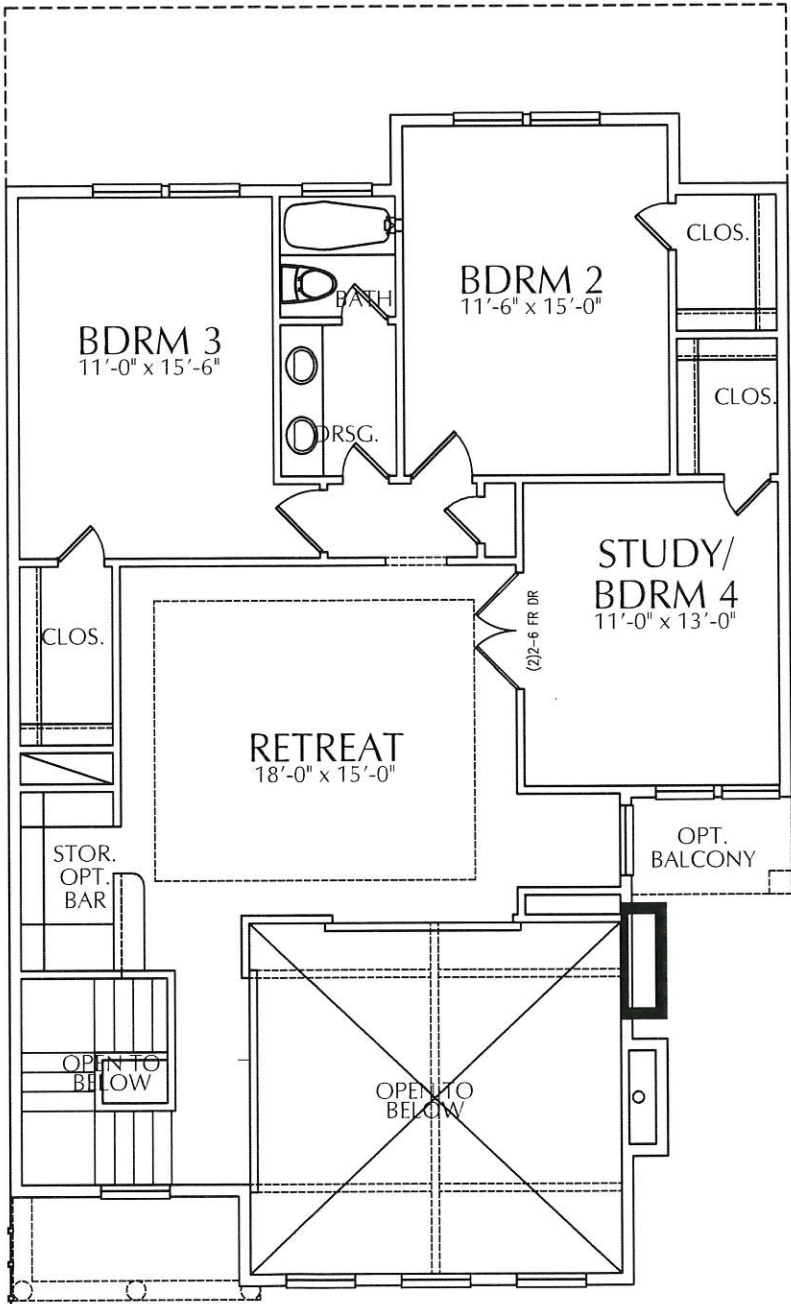 BDRM 2
11'-6" x 15'-0"
CLOS.
BATH
BDRM 3
11'-0" x 15'-6"
CLOS.
DRSG.
STUDY/
BDRM 4
11'-0" x 13'-0"
(2)2-6 FR DR
CLOS.
RETREAT
18'-0" x 15'-0"
OPT.
BALCONY
STOR.
OPT.
BAR
OPEN TO
BELOW
OPEN TO
BELOW